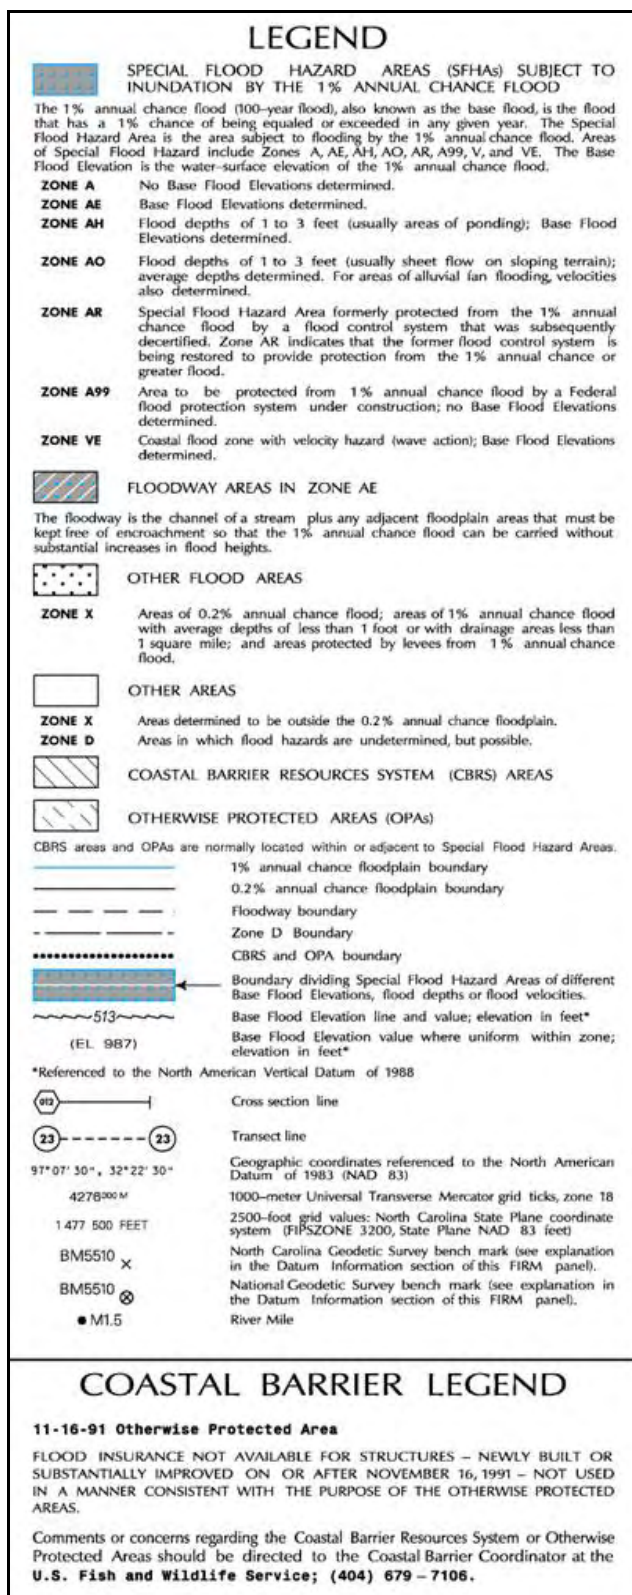 LEGEND
SPECIAL FLOOD HAZARD AREAS (SFHAs) SUBJECT TO
INUNDATION BY THE 1% ANNUAL CHANCE FLOOD
The 1% annual chance flood (100–year flood), also known as the base flood, is the flood
that has a 1% chance of being equaled or exceeded in any given year. The Special
Flood Hazard Area is the area subject to flooding by the 1% annual chance flood. Areas
of Special Flood Hazard include Zones A, AE, AH, AO, AR, A99, V, and VE. The Base
Flood Elevation is the water–surface elevation of the 1% annual chance flood.
ZONE A No Base Flood Elevations determined.
ZONE AE Base Flood Elevations determined.
ZONE AH Flood depths of 1 to 3 feet (usually areas of ponding); Base Flood
Elevations determined.
ZONE AO Flood depths of 1 to 3 feet (usually sheet flow on sloping terrain);
average depths determined. For areas of alluvial fan flooding, velocities
also determined.
ZONE AR Special Flood Hazard Area formerly protected from the 1% annual
chance flood by a flood control system that was subsequently
decertified. Zone AR indicates that the former flood control system is
being restored to provide protection from the 1% annual chance or
greater flood.
ZONE A99 Area to be protected from 1% annual chance flood by a Federal
flood protection system under construction; no Base Flood Elevations
determined.
ZONE VE Coastal flood zone with velocity hazard (wave action); Base Flood Elevations
determined.
FLOODWAY AREAS IN ZONE AE
The floodway is the channel of a stream plus any adjacent floodplain areas that must be
kept free of encroachment so that the 1% annual chance flood can be carried without
substantial increases in flood heights.
OTHER FLOOD AREAS
ZONE X Areas of 0.2% annual chance flood; areas of 1% annual chance flood
with average depths of less than 1 foot or with drainage areas less than
1 square mile; and areas protected by levees from 1% annual chance
flood.
OTHER AREAS
ZONE X Areas determined to be outside the 0.2% annual chance floodplain.
ZONE D Areas in which flood hazards are undetermined, but possible.
COASTAL BARRIER RESOURCES SYSTEM (CBRS) AREAS
OTHERWISE PROTECTED AREAS (OPAs)
CBRS areas and OPAs are normally located within or adjacent to Special Flood Hazard Areas.
1% annual chance floodplain boundary
0.2% annual chance floodplain boundary
Floodway boundary
Zone D Boundary
CBRS and OPA boundary
Boundary dividing Special Flood Hazard Areas of different
Base Flood Elevations, flood depths or flood velocities.
513 Base Flood Elevation line and value; elevation in feet*
(EL 987) Base Flood Elevation value where uniform within zone;
elevation in feet*
*Referenced to the North American Vertical Datum of 1988
012 Cross section line
23 23 Transect line
97°07'30", 32°22'30" Geographic coordinates referenced to the North American
Datum of 1983 (NAD 83)
4276000 M 1000–meter Universal Transverse Mercator grid ticks, zone 18
1 477 500 FEET 2500–foot grid values: North Carolina State Plane coordinate
system (FIPSZONE 3200, State Plane NAD 83 feet)
BM5510 North Carolina Geodetic Survey bench mark (see explanation
in the Datum Information section of this FIRM panel).
BM5510 National Geodetic Survey bench mark (see explanation in
the Datum Information section of this FIRM panel).
M1.5 River Mile
COASTAL BARRIER LEGEND
11-16-91 Otherwise Protected Area
FLOOD INSURANCE NOT AVAILABLE FOR STRUCTURES – NEWLY BUILT OR
SUBSTANTIALLY IMPROVED ON OR AFTER NOVEMBER 16, 1991 – NOT USED
IN A MANNER CONSISTENT WITH THE PURPOSE OF THE OTHERWISE PROTECTED
AREAS.
Comments or concerns regarding the Coastal Barrier Resources System or Otherwise
Protected Areas should be directed to the Coastal Barrier Coordinator at the
U.S. Fish and Wildlife Service; (404) 679 – 7106.